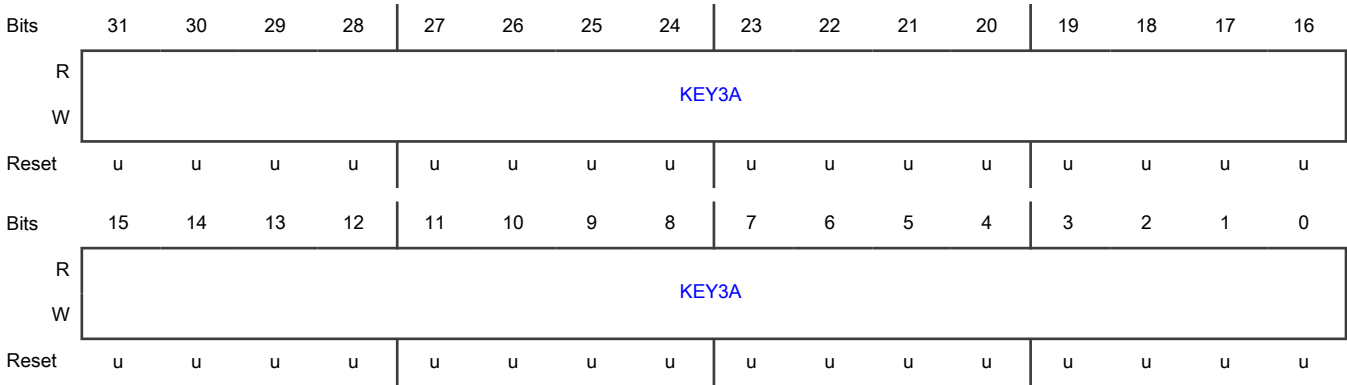 Bits 31 30 29 28 27 26 25 24 23 22 21 20 19 18 17 16
R
KEY3A
W
Reset u u u u u u u u u u u u u u u u
Bits 15 14 13 12 11 10 9 8 7 6 5 4 3 2 1 0
R
KEY3A
W
Reset u u u u u u u u u u u u u u u u